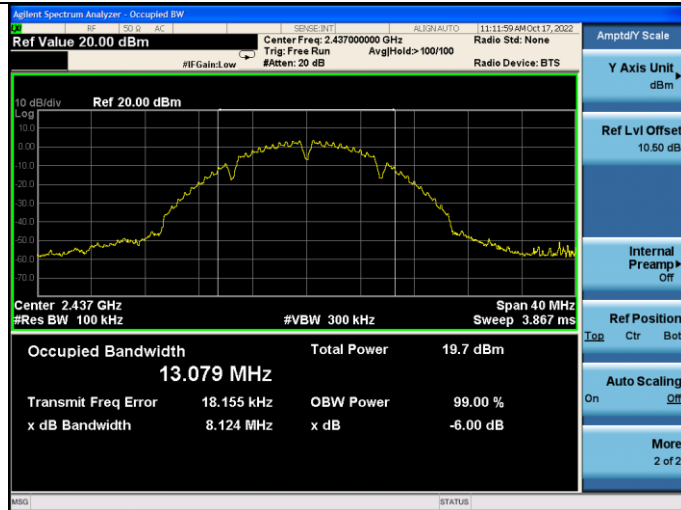 Agilent Spectrum Analyzer - Occupied BW
RF 50 Ω AC SENSE:INT ALIGN AUTO 11:11:59 AM Oct 17, 2022
Ref Value 20.00 dBm Center Freq: 2.437000000 GHz Radio Std: None
Trig: Free Run Avg|Hold:> 100/100
#IFGain:Low #Atten: 20 dB Radio Device: BTS
10 dB/div Ref 20.00 dBm
Log
10.0
0.00
-10.0
-20.0
-30.0
-40.0
-50.0
-60.0
-70.0
Center 2.437 GHz Span 40 MHz
#Res BW 100 kHz #VBW 300 kHz Sweep 3.867 ms
Occupied Bandwidth Total Power 19.7 dBm
13.079 MHz
Transmit Freq Error 18.155 kHz OBW Power 99.00 %
x dB Bandwidth 8.124 MHz x dB -6.00 dB
MSG STATUS
Amptd/Y Scale
Y Axis Unit
dBm
Ref Lvl Offset
10.50 dB
Internal
Preamp
Off
Ref Position
Top Ctr Bot
Auto Scaling
On Off
More
2 of 2